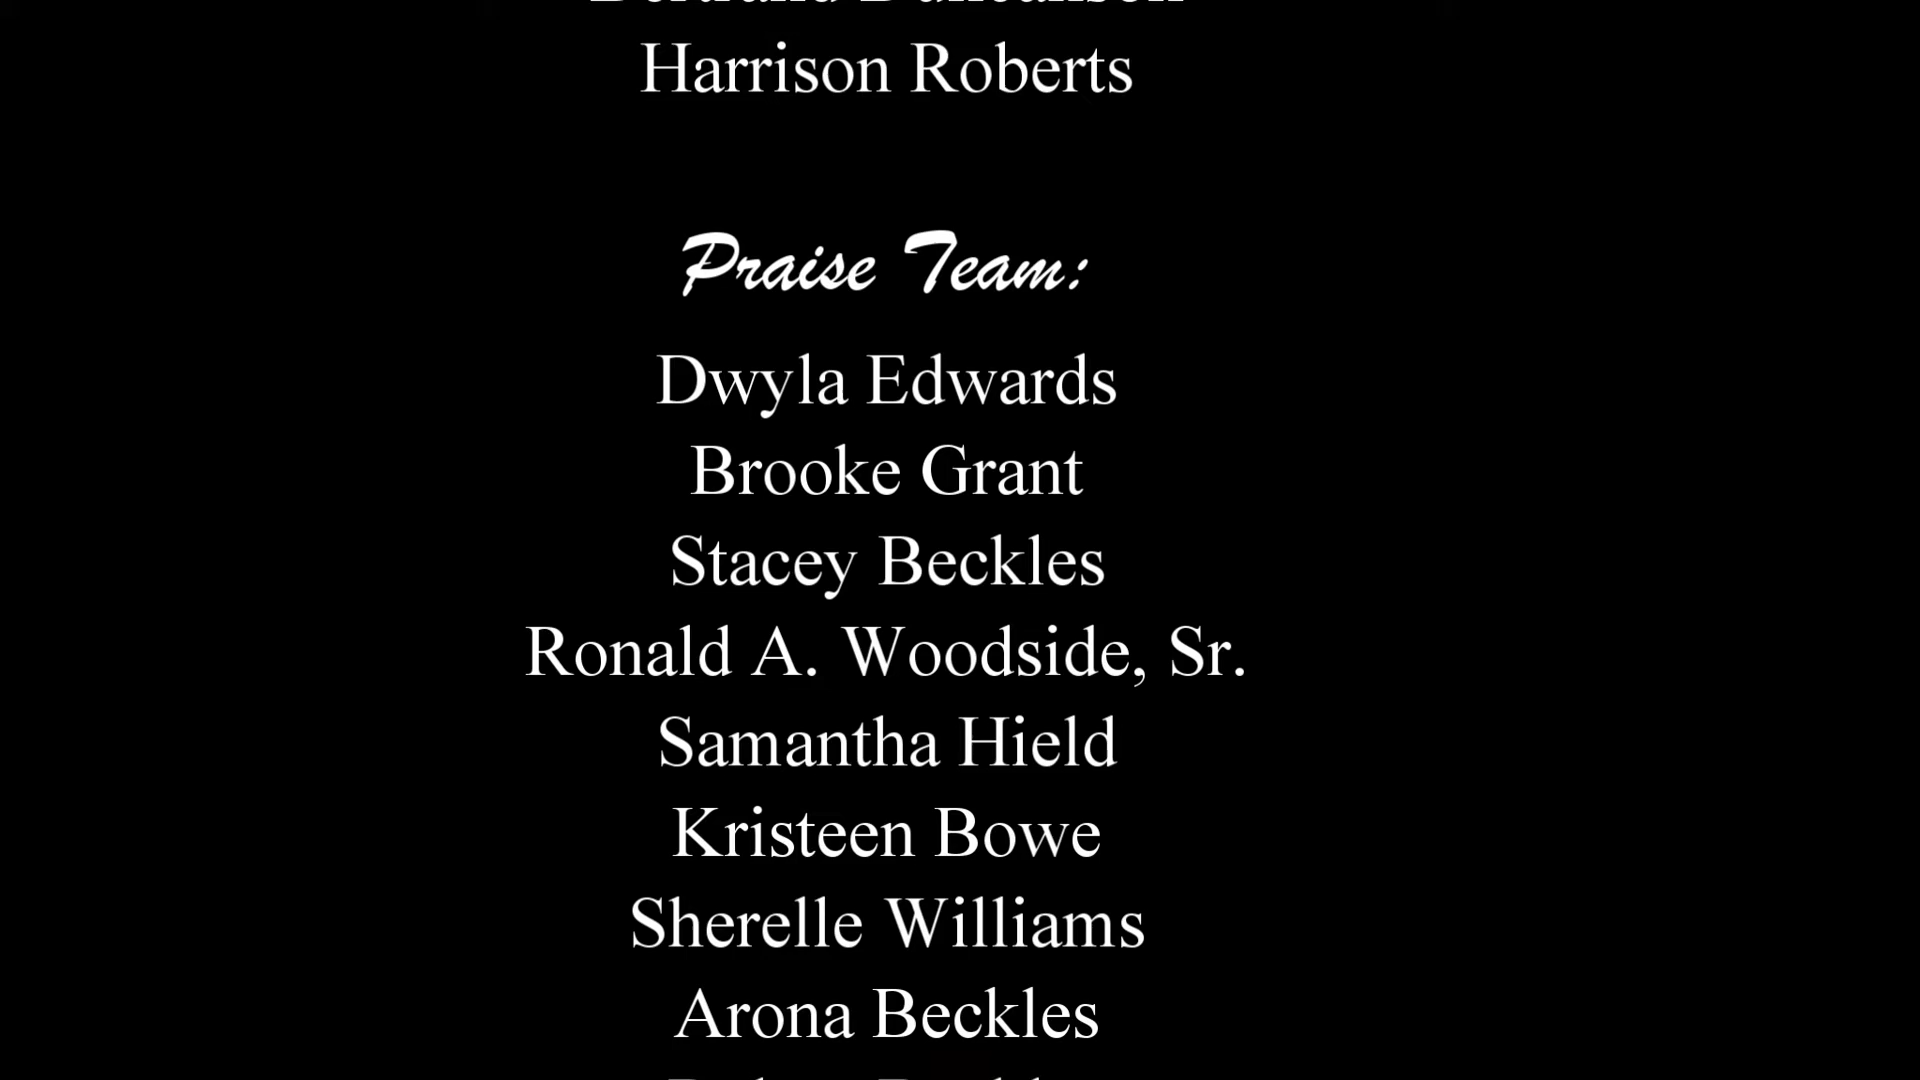 Harrison Roberts
Praise Team:
Dwyla Edwards
Brooke Grant
Stacey Beckles
Ronald A. Woodside, Sr.
Samantha Hield
Kristeen Bowe
Sherelle Williams
Arona Beckles